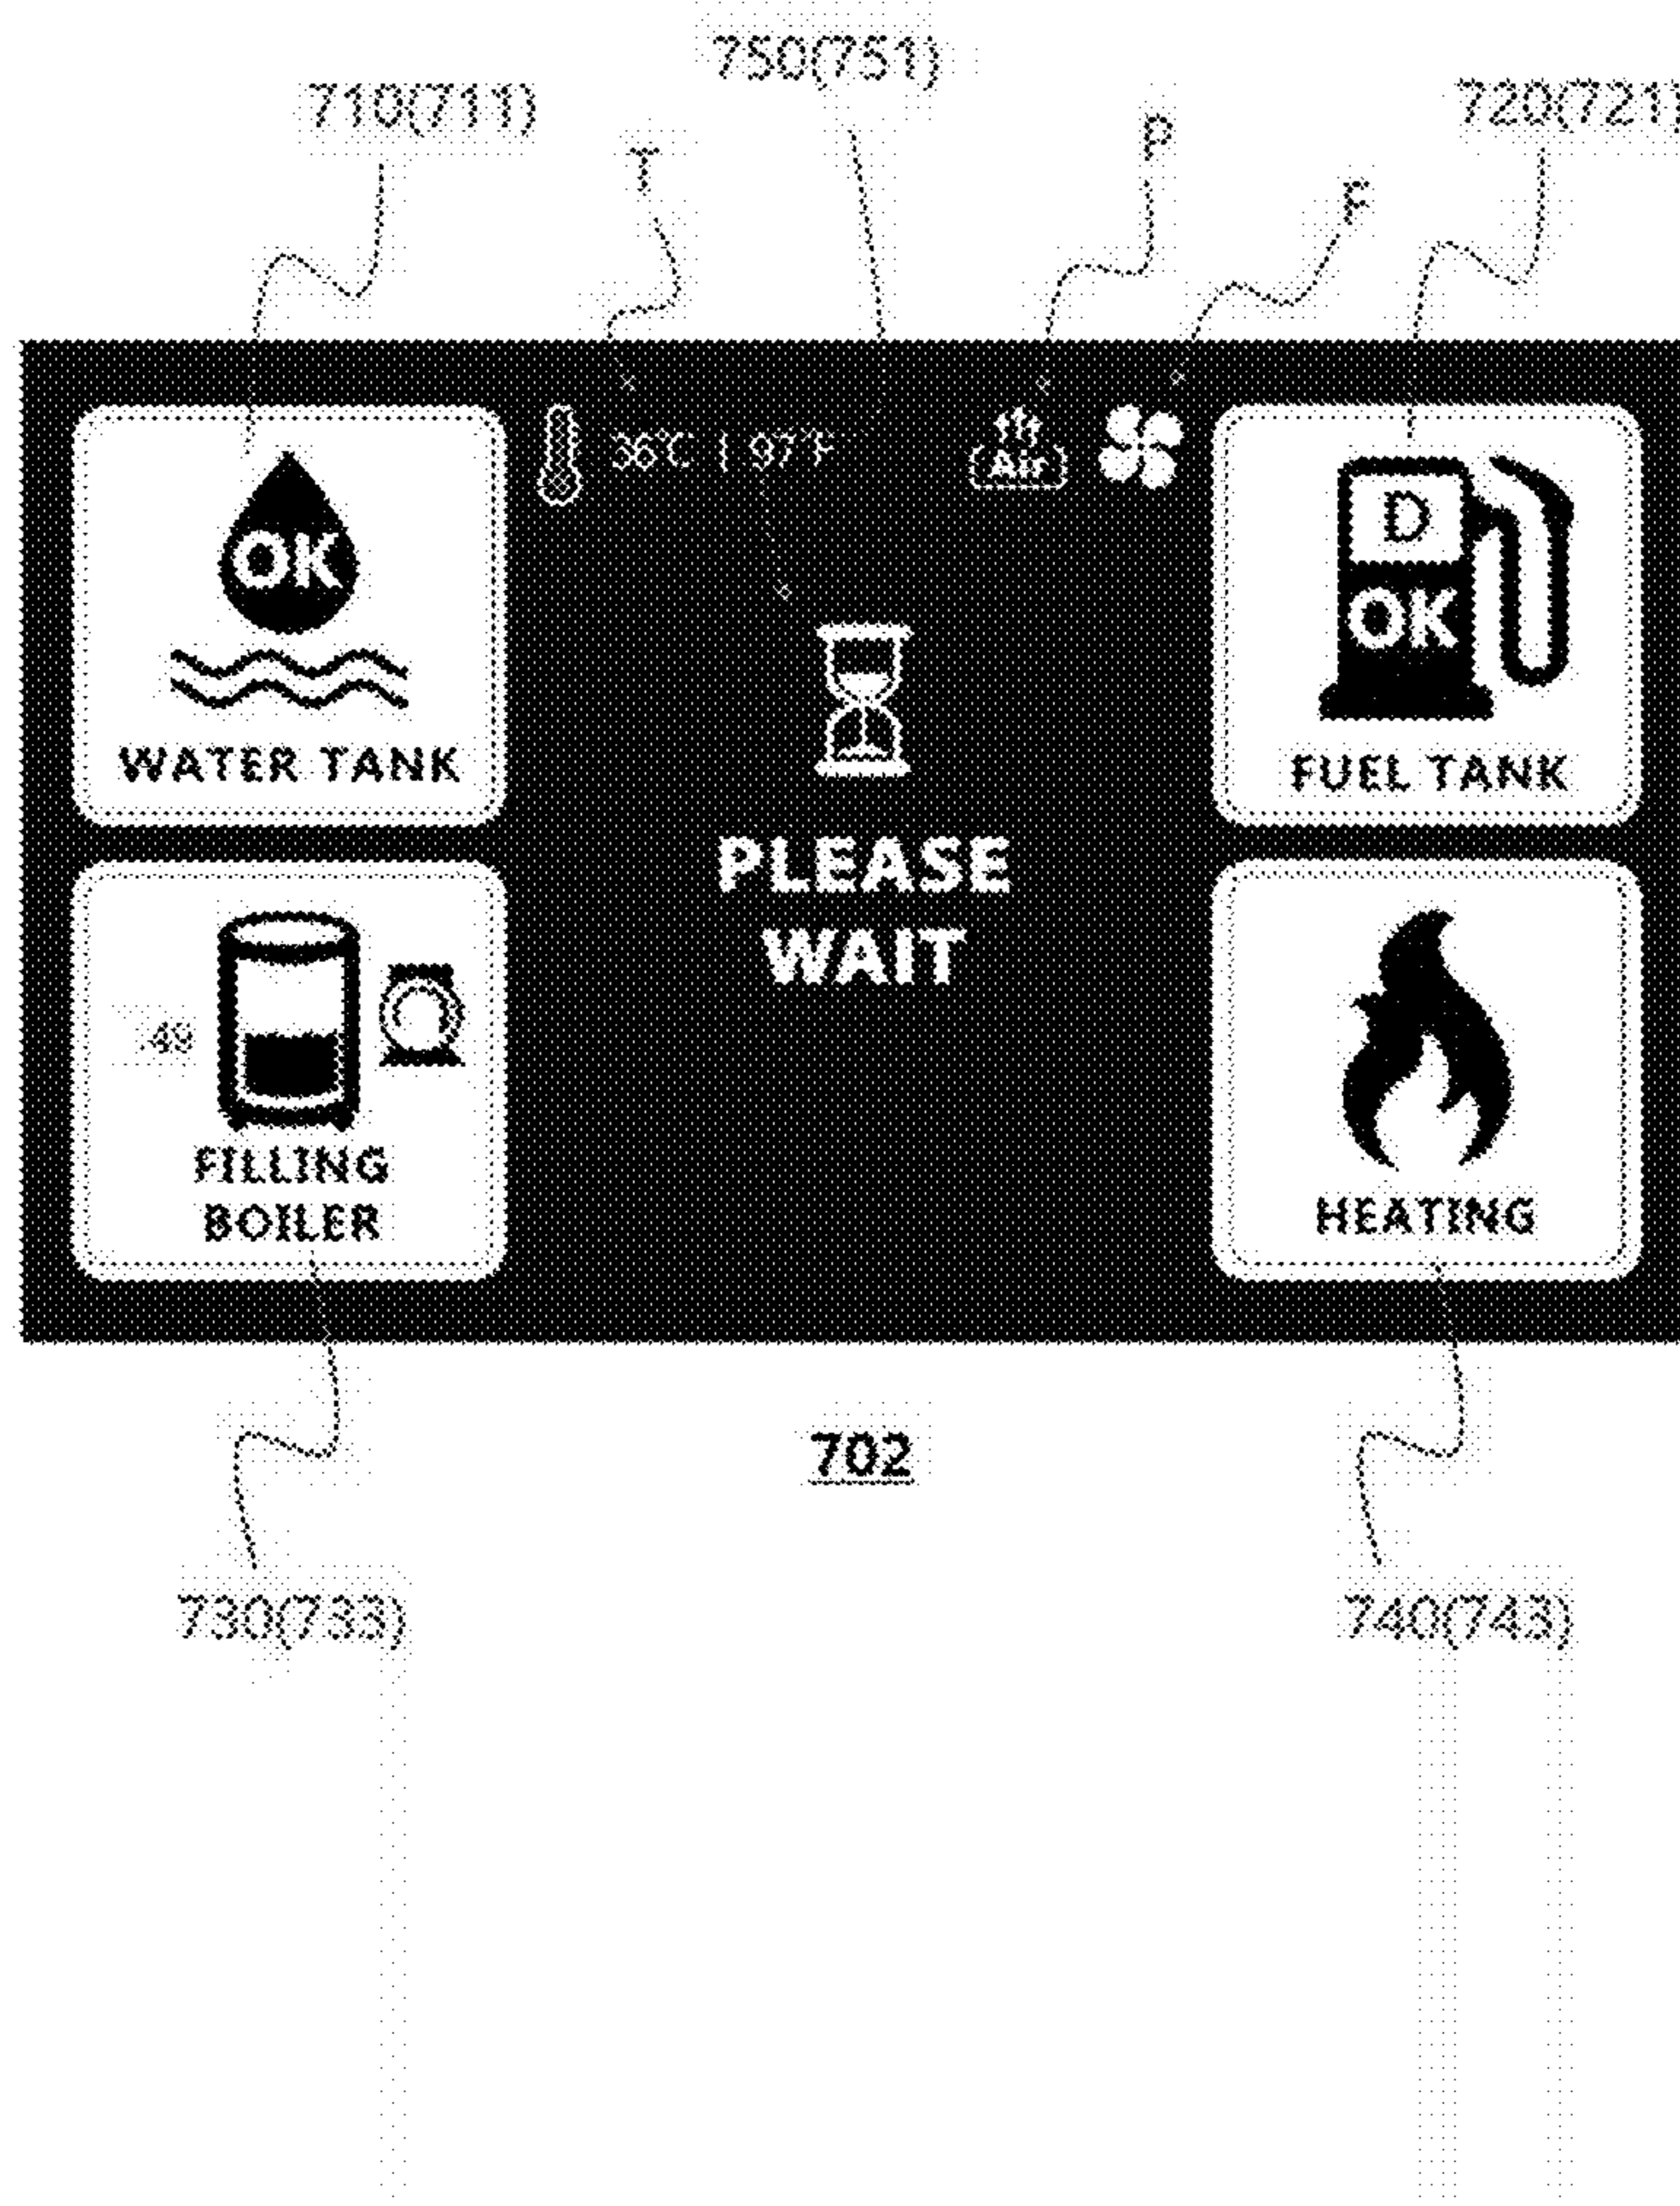 750(751)
710(711)
T
P
F
720(721)
36°C | 97°F
Air
OK
WATER TANK
D
OK
FUEL TANK
PLEASE
WAIT
49
FILLING
BOILER
HEATING
702
730(733)
740(743)